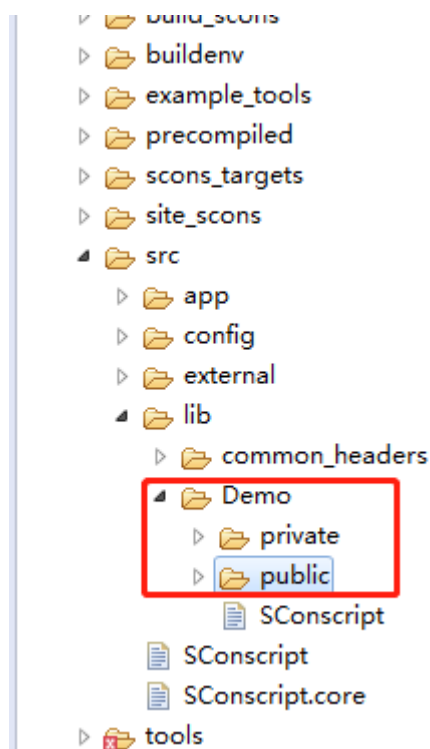 build_scons
buildenv
example_tools
precompiled
scons_targets
site_scons
src
app
config
external
lib
common_headers
Demo
private
public
SConscript
SConscript
SConscript.core
tools